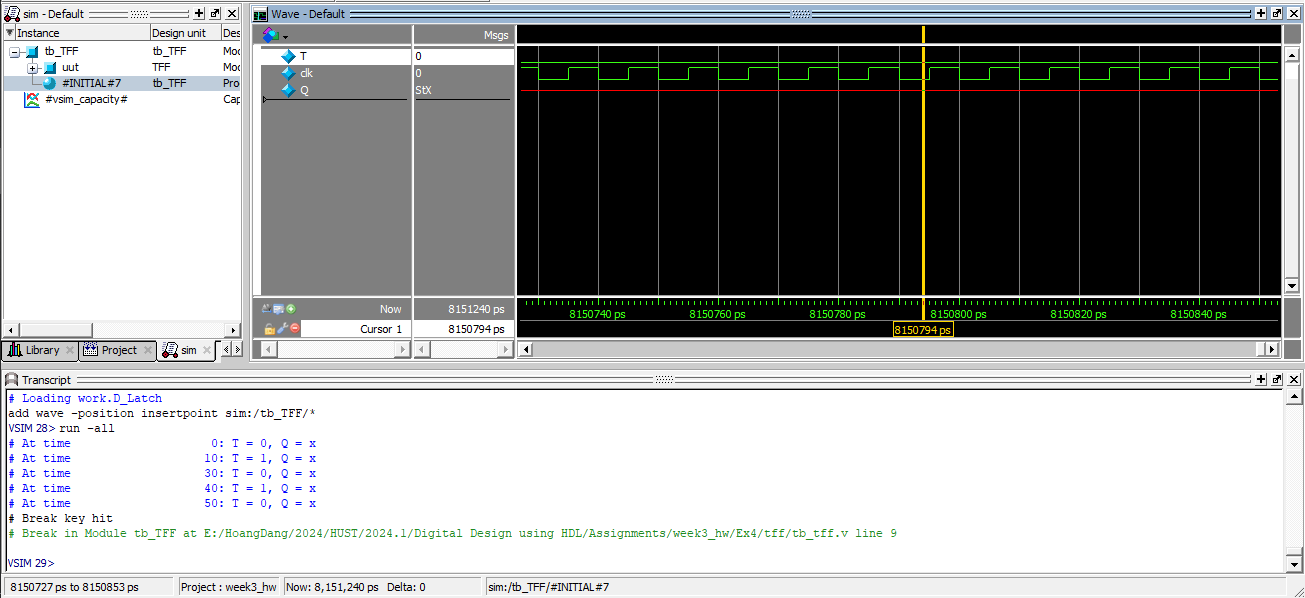 sim - Default
Instance Design unit Des
tb_TFF tb_TFF Mod
uut TFF Mod
#INITIAL#7 tb_TFF Pro
#vsim_capacity# Cap
Library Project sim
Wave - Default
Msgs
T 0
clk 0
Q StX
Now 8151240 ps
Cursor 1 8150794 ps
8150740 ps 8150760 ps 8150780 ps 8150800 ps 8150820 ps 8150840 ps
8150794 ps
Transcript
# Loading work.D_Latch
add wave -position insertpoint sim:/tb_TFF/*
VSIM 28> run -all
# At time 0: T = 0, Q = x
# At time 10: T = 1, Q = x
# At time 30: T = 0, Q = x
# At time 40: T = 1, Q = x
# At time 50: T = 0, Q = x
# Break key hit
# Break in Module tb_TFF at E:/HoangDang/2024/HUST/2024.1/Digital Design using HDL/Assignments/week3_hw/Ex4/tff/tb_tff.v line 9
VSIM 29>
8150727 ps to 8150853 ps Project : week3_hw Now: 8,151,240 ps Delta: 0 sim:/tb_TFF/#INITIAL#7